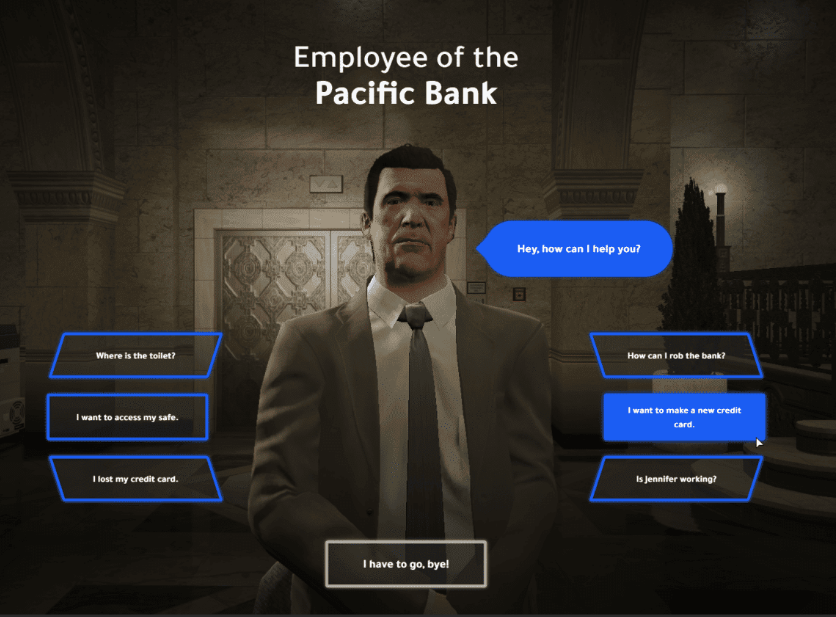 Employee of the
Pacific Bank
Hey, how can I help you?
Where is the toilet?
I want to access my safe.
I lost my credit card.
How can I rob the bank?
I want to make a new credit
card.
Is Jennifer working?
I have to go, bye!